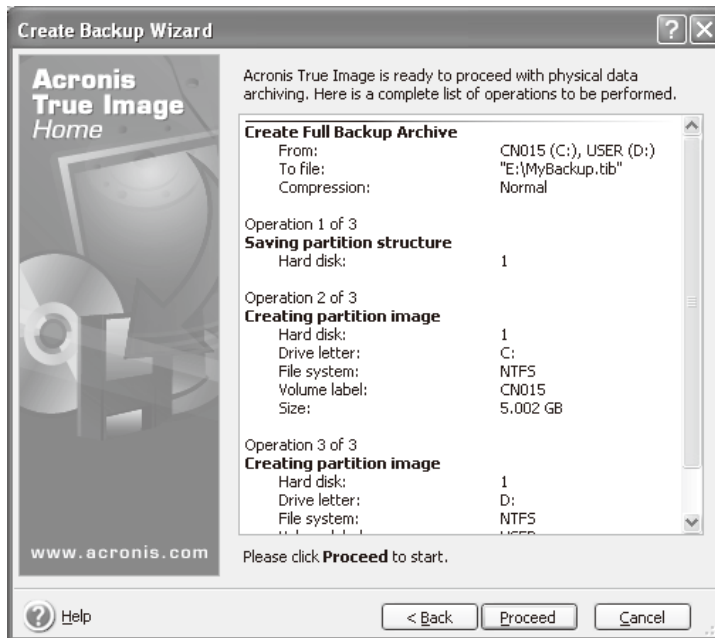 Create Backup Wizard
Acronis
True Image
Home
www.acronis.com
Acronis True Image is ready to proceed with physical data
archiving. Here is a complete list of operations to be performed.
Create Full Backup Archive
From: CN015 (C:), USER (D:)
To file: "E:\MyBackup.tib"
Compression: Normal
Operation 1 of 3
Saving partition structure
Hard disk: 1
Operation 2 of 3
Creating partition image
Hard disk: 1
Drive letter: C:
File system: NTFS
Volume label: CN015
Size: 5.002 GB
Operation 3 of 3
Creating partition image
Hard disk: 1
Drive letter: D:
File system: NTFS
Please click Proceed to start.
Help
< Back
Proceed
Cancel